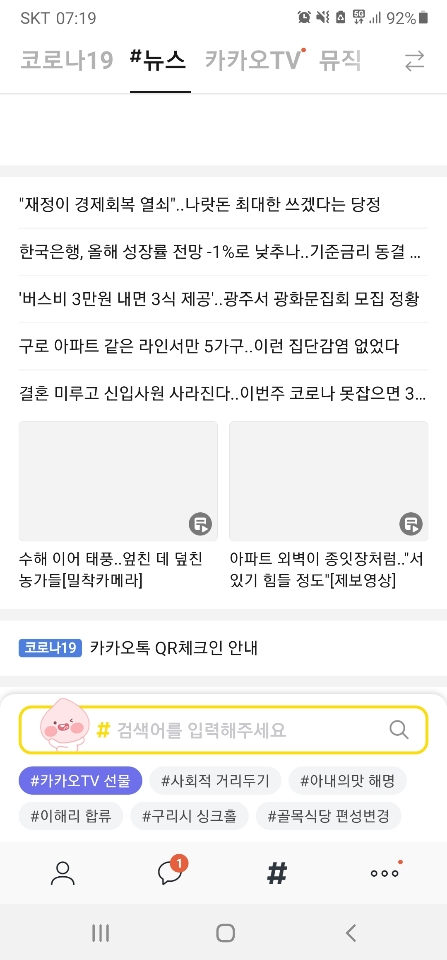 SKT 07:19 5G 92%
코로나19 #뉴스 카카오TV 뮤직
"재정이 경제회복 열쇠"..나랏돈 최대한 쓰겠다는 당정
한국은행, 올해 성장률 전망 -1%로 낮추나..기준금리 동결 ...
'버스비 3만원 내면 3식 제공'..광주서 광화문집회 모집 정황
구로 아파트 같은 라인서만 5가구..이런 집단감염 없었다
결혼 미루고 신입사원 사라진다..이번주 코로나 못잡으면 3...
수해 이어 태풍..엎친 데 덮친
농가들[밀착카메라]
아파트 외벽이 종잇장처럼.."서
있기 힘들 정도"[제보영상]
코로나19 카카오톡 QR체크인 안내
# 검색어를 입력해주세요
#카카오TV 선물 #사회적 거리두기 #아내의맛 해명
#이해리 합류 #구리시 싱크홀 #골목식당 편성변경
1
#